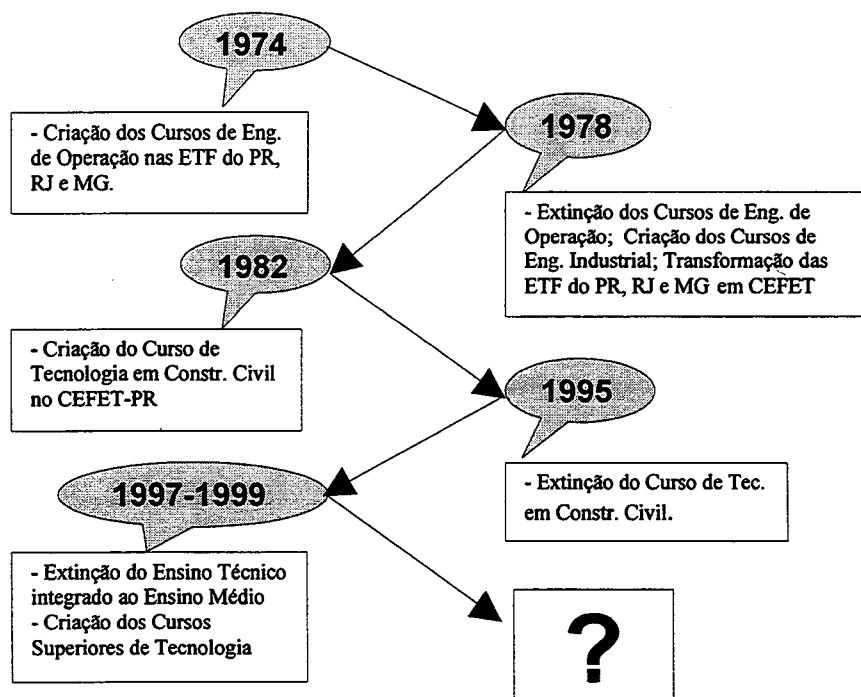 1974
- Criação dos Cursos de Eng.
de Operação nas ETF do PR,
RJ e MG.
1978
- Extinção dos Cursos de Eng. de
Operação; Criação dos Cursos de
Eng. Industrial; Transformação das
ETF do PR, RJ e MG em CEFET
1982
- Criação do Curso de
Tecnologia em Constr. Civil
no CEFET-PR
1995
- Extinção do Curso de Tec.
em Constr. Civil.
1997-1999
- Extinção do Ensino Técnico
integrado ao Ensino Médio
- Criação dos Cursos
Superiores de Tecnologia
?